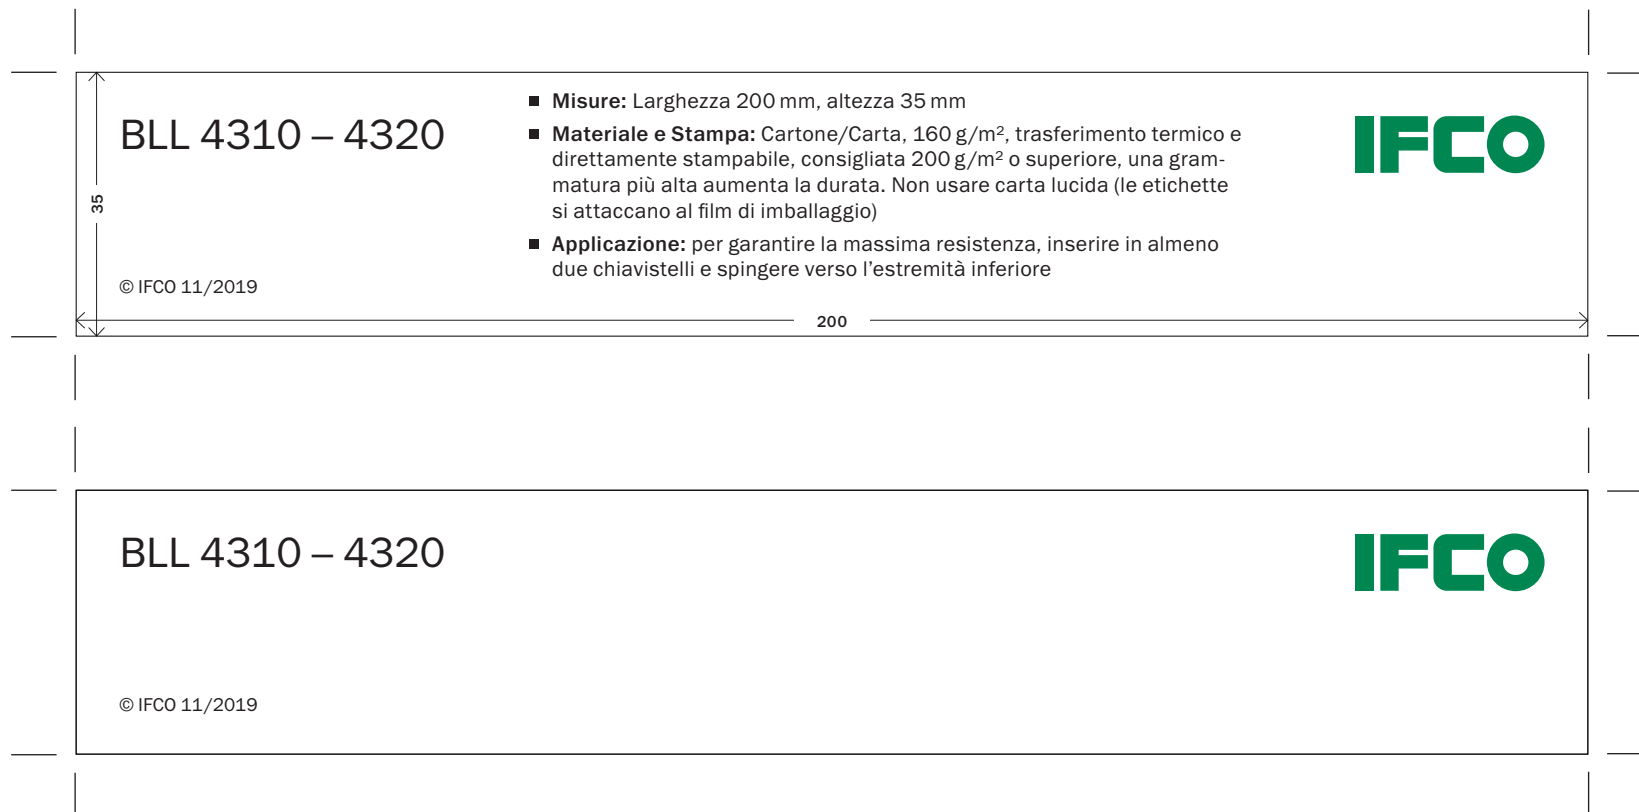 BLL 4310 – 4320
35
© IFCO 11/2019
■ Misure: Larghezza 200 mm, altezza 35 mm
■ Materiale e Stampa: Cartone/Carta, 160 g/m², trasferimento termico e
direttamente stampabile, consigliata 200 g/m² o superiore, una gram-
matura più alta aumenta la durata. Non usare carta lucida (le etichette
si attaccano al film di imballaggio)
■ Applicazione: per garantire la massima resistenza, inserire in almeno
due chiavistelli e spingere verso l’estremità inferiore
IFCO
200
BLL 4310 – 4320
IFCO
© IFCO 11/2019